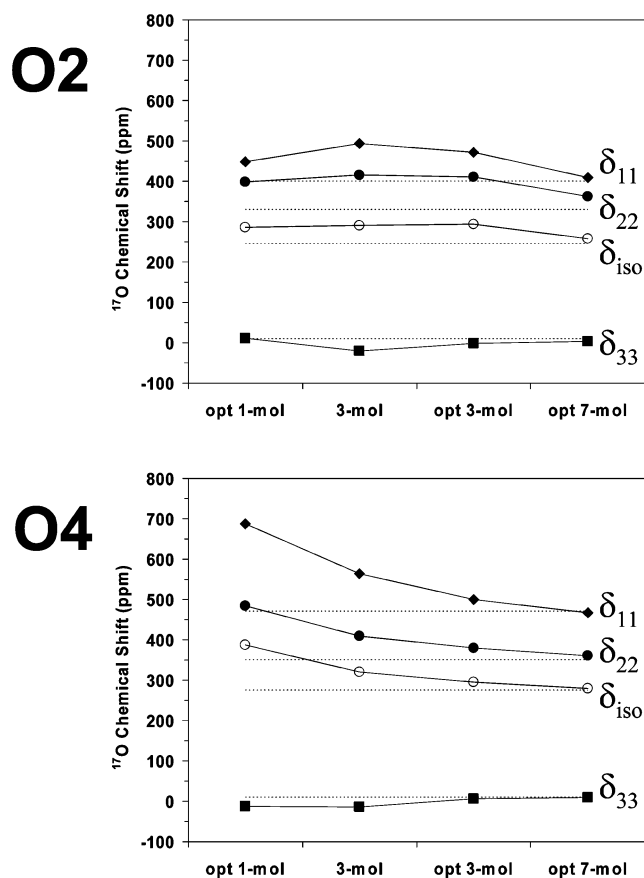 O2
800
700
600
500
400
300
200
100
0
-100
17O Chemical Shift (ppm)
δ11
δ22
δiso
δ33
opt 1-mol 3-mol opt 3-mol opt 7-mol
O4
800
700
600
500
400
300
200
100
0
-100
17O Chemical Shift (ppm)
δ11
δ22
δiso
δ33
opt 1-mol 3-mol opt 3-mol opt 7-mol